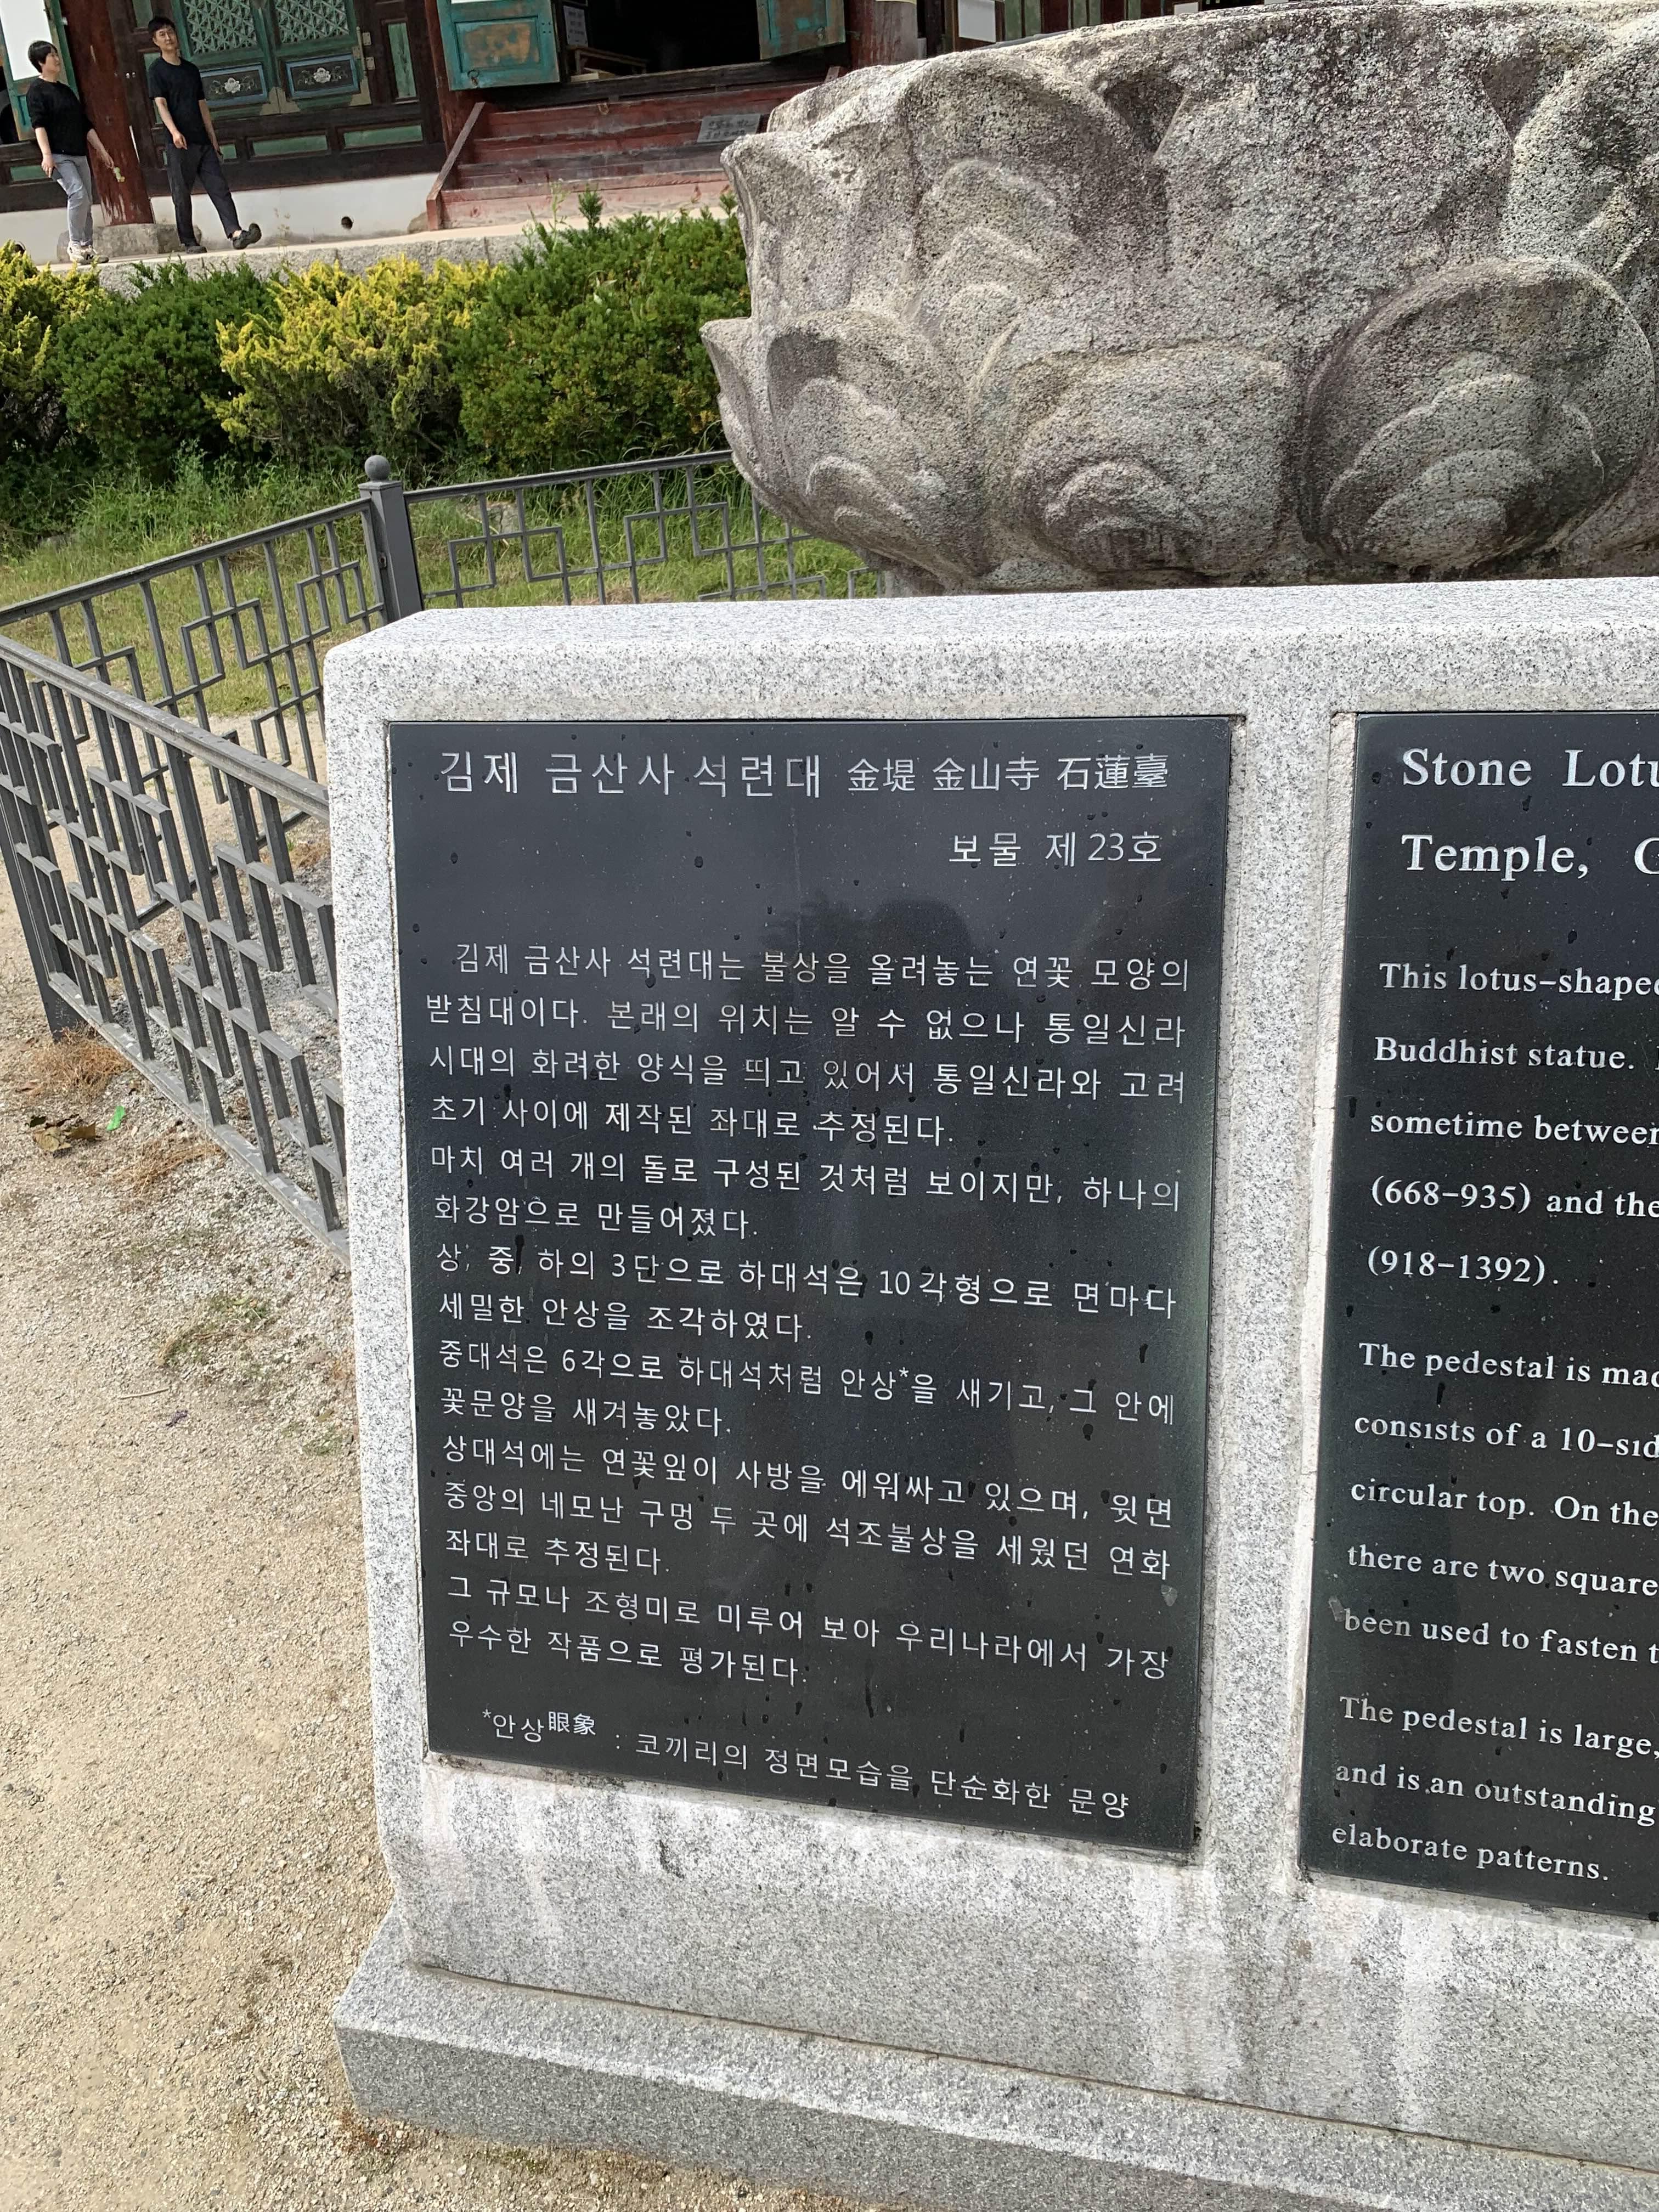 김제 금산사 석련대 金堤 金山寺 石蓮臺
보물 제23호
김제 금산사 석련대는 불상을 올려놓는 연꽃 모양의
받침대이다. 본래의 위치는 알 수 없으나 통일신라
시대의 화려한 양식을 띄고 있어서 통일신라와 고려
초기 사이에 제작된 좌대로 추정된다.
마치 여러 개의 돌로 구성된 것처럼 보이지만, 하나의
화강암으로 만들어졌다.
상, 중, 하의 3단으로 하대석은 10각형으로 면마다
세밀한 안상을 조각하였다.
중대석은 6각으로 하대석처럼 안상*을 새기고, 그 안에
꽃문양을 새겨놓았다.
상대석에는 연꽃잎이 사방을 에워싸고 있으며, 윗면
중앙의 네모난 구멍 두 곳에 석조불상을 세웠던 연화
좌대로 추정된다.
그 규모나 조형미로 미루어 보아 우리나라에서 가장
우수한 작품으로 평가된다.
*안상眼象 : 코끼리의 정면모습을 단순화한 문양
Stone
Temple,
This lotus-shaped
Buddhist statue.
sometime between
(668-935) and the
(918-1392).
The pedestal is
consists of a
circular top. On the
there are two square
been used to fasten
The pedestal is large,
and is an outstanding
elaborate patterns.